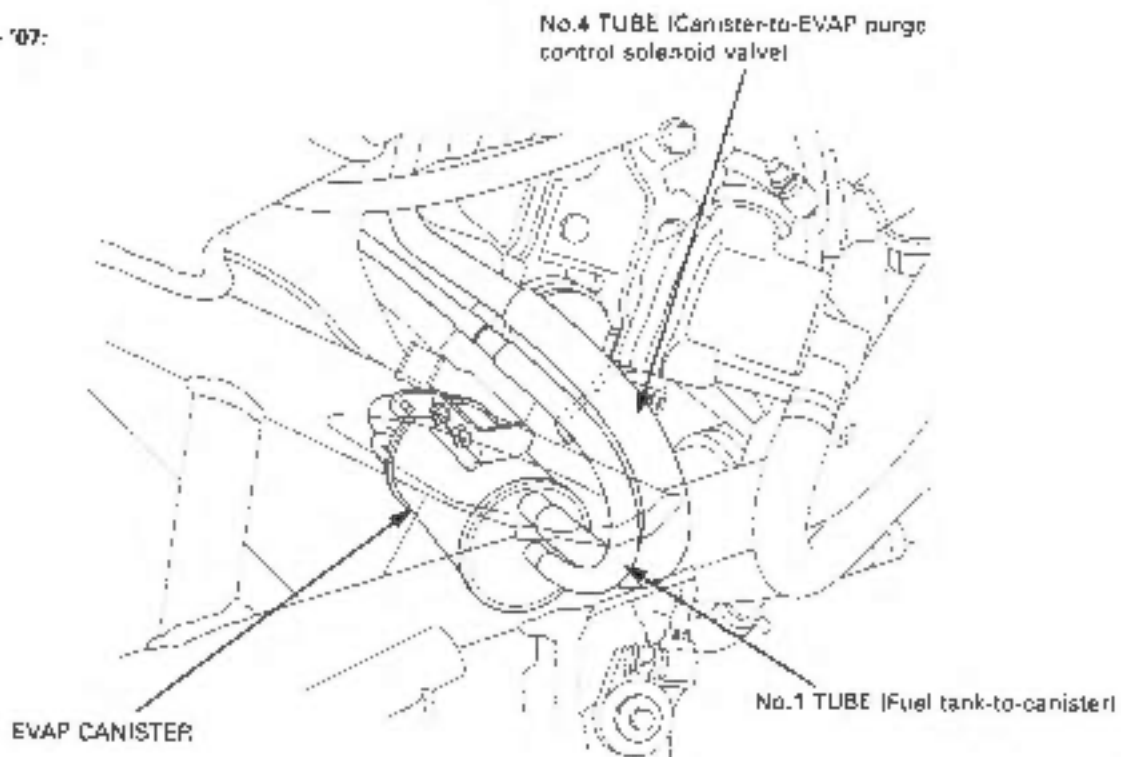 - '07:
No.4 TUBE (Canister-to-EVAP purge
control solenoid valve)
EVAP CANISTER
No.1 TUBE (Fuel tank-to-canister)